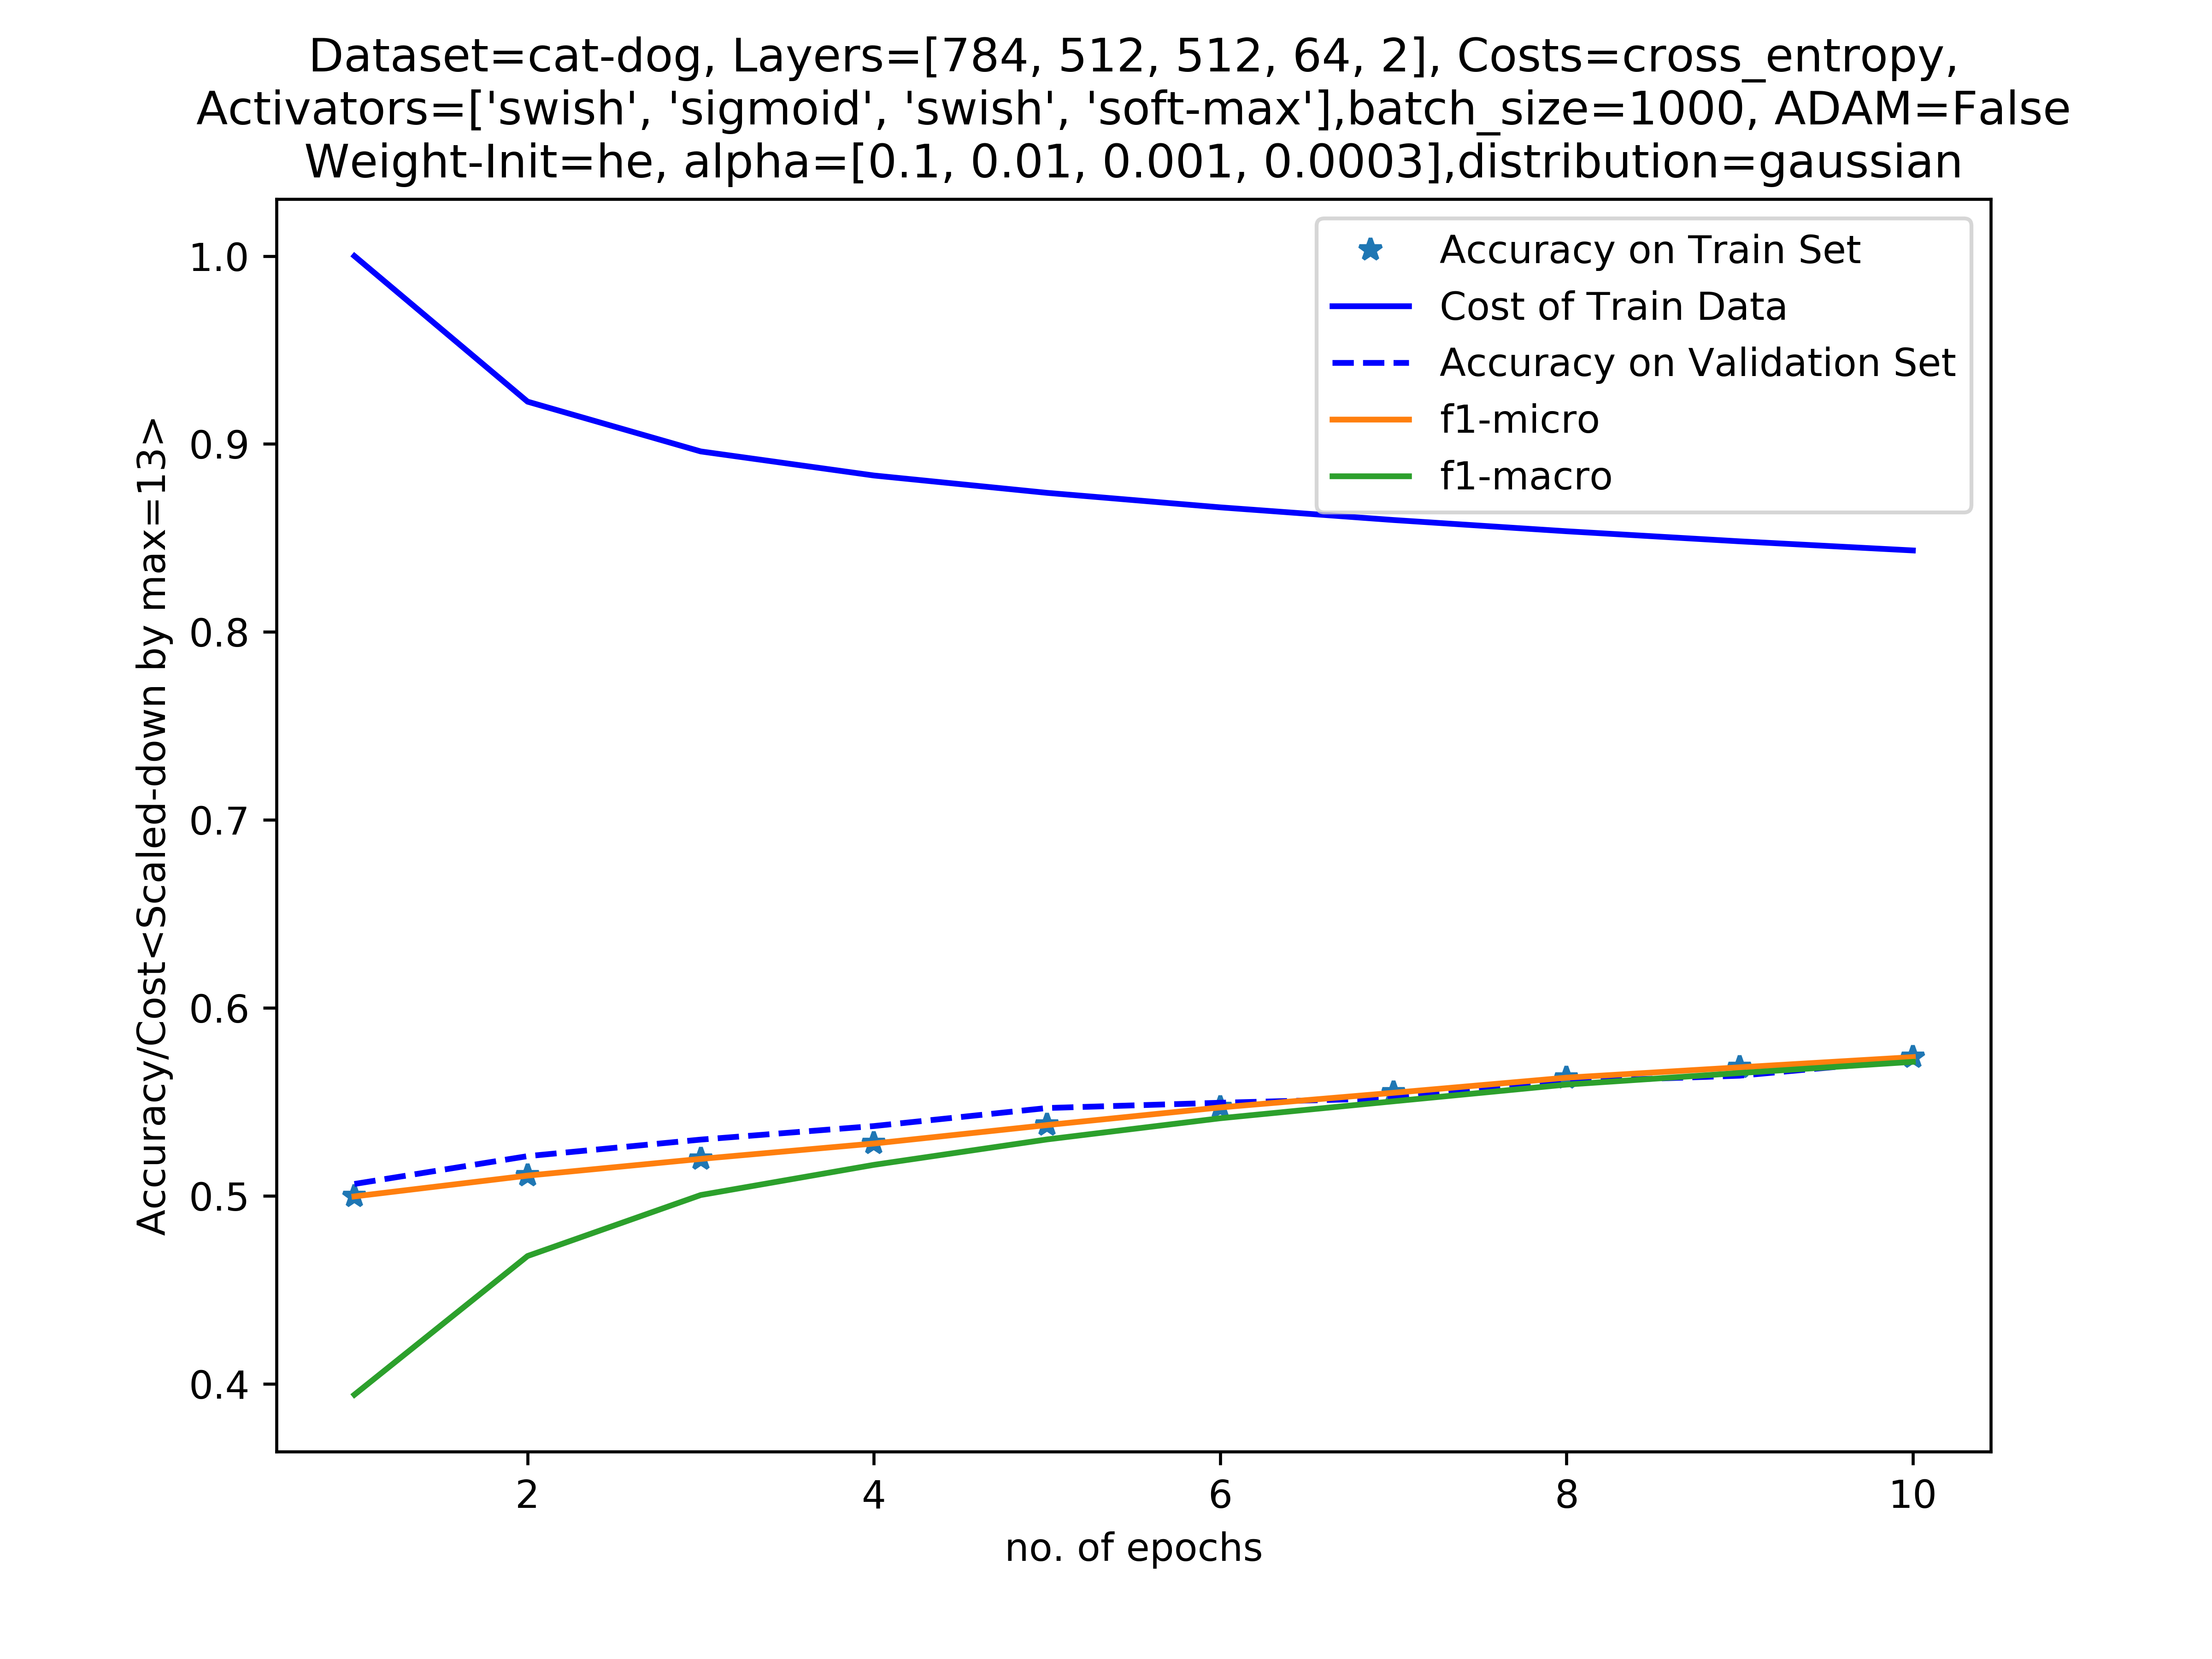 Dataset=cat-dog, Layers=[784, 512, 512, 64, 2], Costs=cross_entropy,
Activators=['swish', 'sigmoid', 'swish', 'soft-max'],batch_size=1000, ADAM=False
Weight-Init=he, alpha=[0.1, 0.01, 0.001, 0.0003],distribution=gaussian
Accuracy on Train Set
Cost of Train Data
Accuracy on Validation Set
f1-micro
f1-macro
Accuracy/Cost<Scaled-down by max=13>
1.0
0.9
0.8
0.7
0.6
0.5
0.4
2 4 6 8 10
no. of epochs